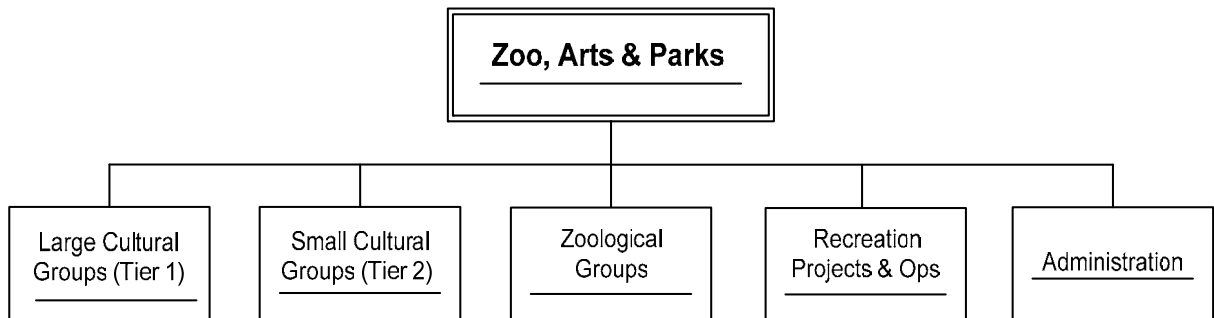 Zoo, Arts & Parks
Large Cultural
Groups (Tier 1)
Small Cultural
Groups (Tier 2)
Zoological
Groups
Recreation
Projects & Ops
Administration